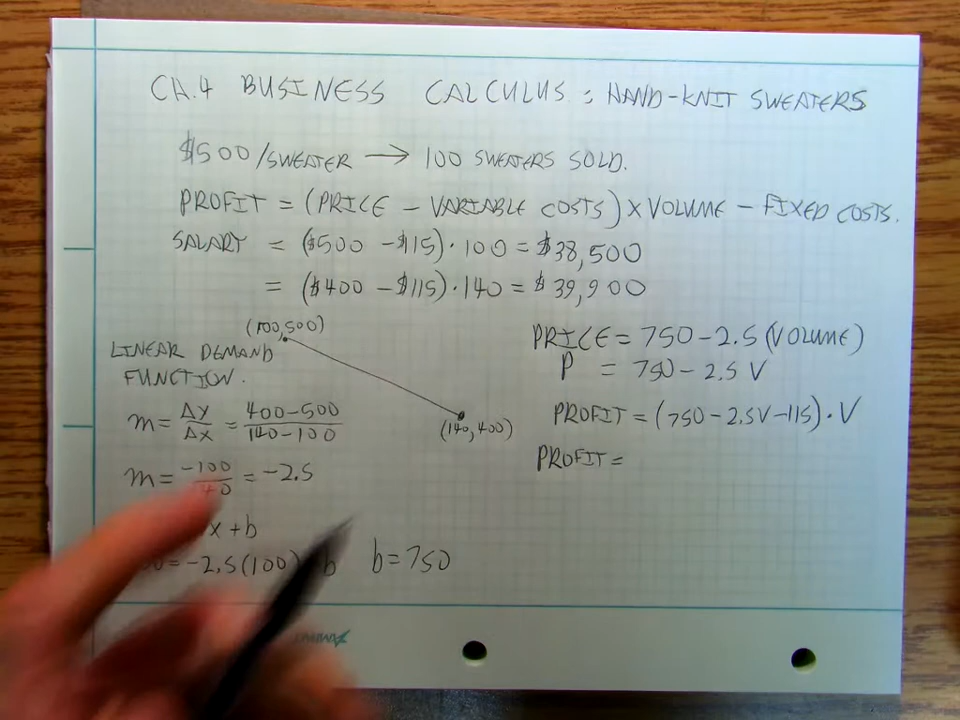 CH.4 BUSINESS CALCULUS : HAND-KNIT SWEATERS
$500/SWEATER → 100 SWEATERS SOLD.
PROFIT = (PRICE - VARIABLE COSTS) × VOLUME - FIXED COSTS.
SALARY = ($500 - $115)·100 = $38,500
= ($400 - $115)·140 = $39,900
(100,500)
LINEAR DEMAND
FUNCTION.
(140,400)
m = ΔY/ΔX = 400-500/140-100
m = -100/40 = -2.5
x + b
= -2.5(100) b b = 750
PRICE = 750 - 2.5 (VOLUME)
P = 750 - 2.5 V
PROFIT = (750 - 2.5V - 115)·V
PROFIT =